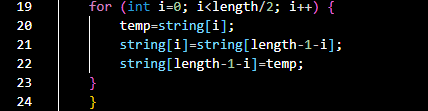 19 for (int i=0; i<length/2; i++) {
20 temp=string[i];
21 string[i]=string[length-1-i];
22 string[length-1-i]=temp;
23 }
24 }